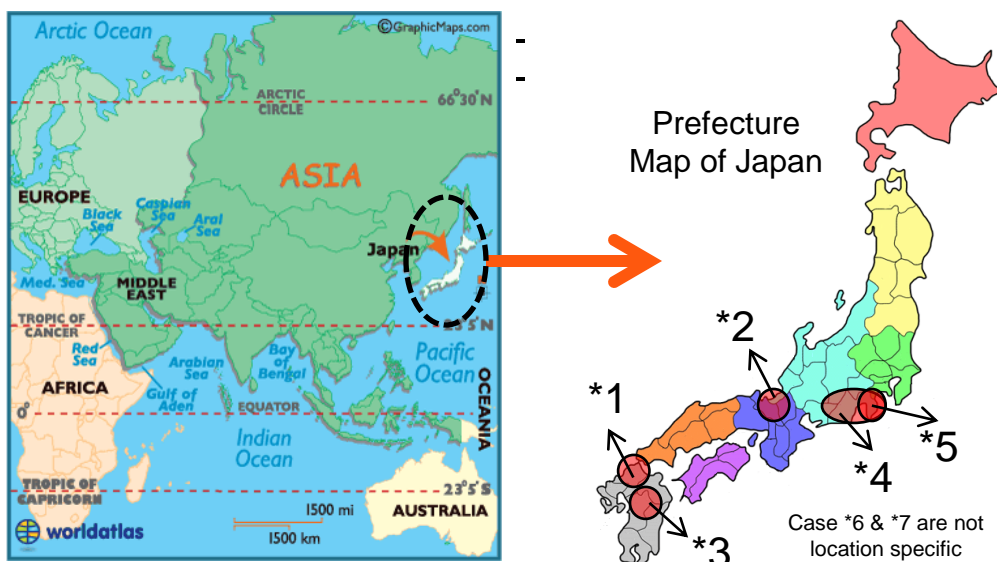 ©GraphicMaps.com
Arctic Ocean
ARCTIC
CIRCLE
66°30'N
ASIA
EUROPE
Caspian
Sea
Black
Sea
Aral
Sea
Japan
Med. Sea
MIDDLE
EAST
TROPIC OF
CANCER
23°5'N
Red
Sea
Arabian
Sea
Bay
of
Bengal
Pacific
Ocean
AFRICA
Gulf of
Aden
OCEANIA
0°
EQUATOR
Indian
Ocean
TROPIC OF
CAPRICORN
23°5'S
AUSTRALIA
1500 mi
1500 km
worldatlas
-
-
Prefecture
Map of Japan
*2
*1
*5
*4
*3
Case *6 & *7 are not
location specific